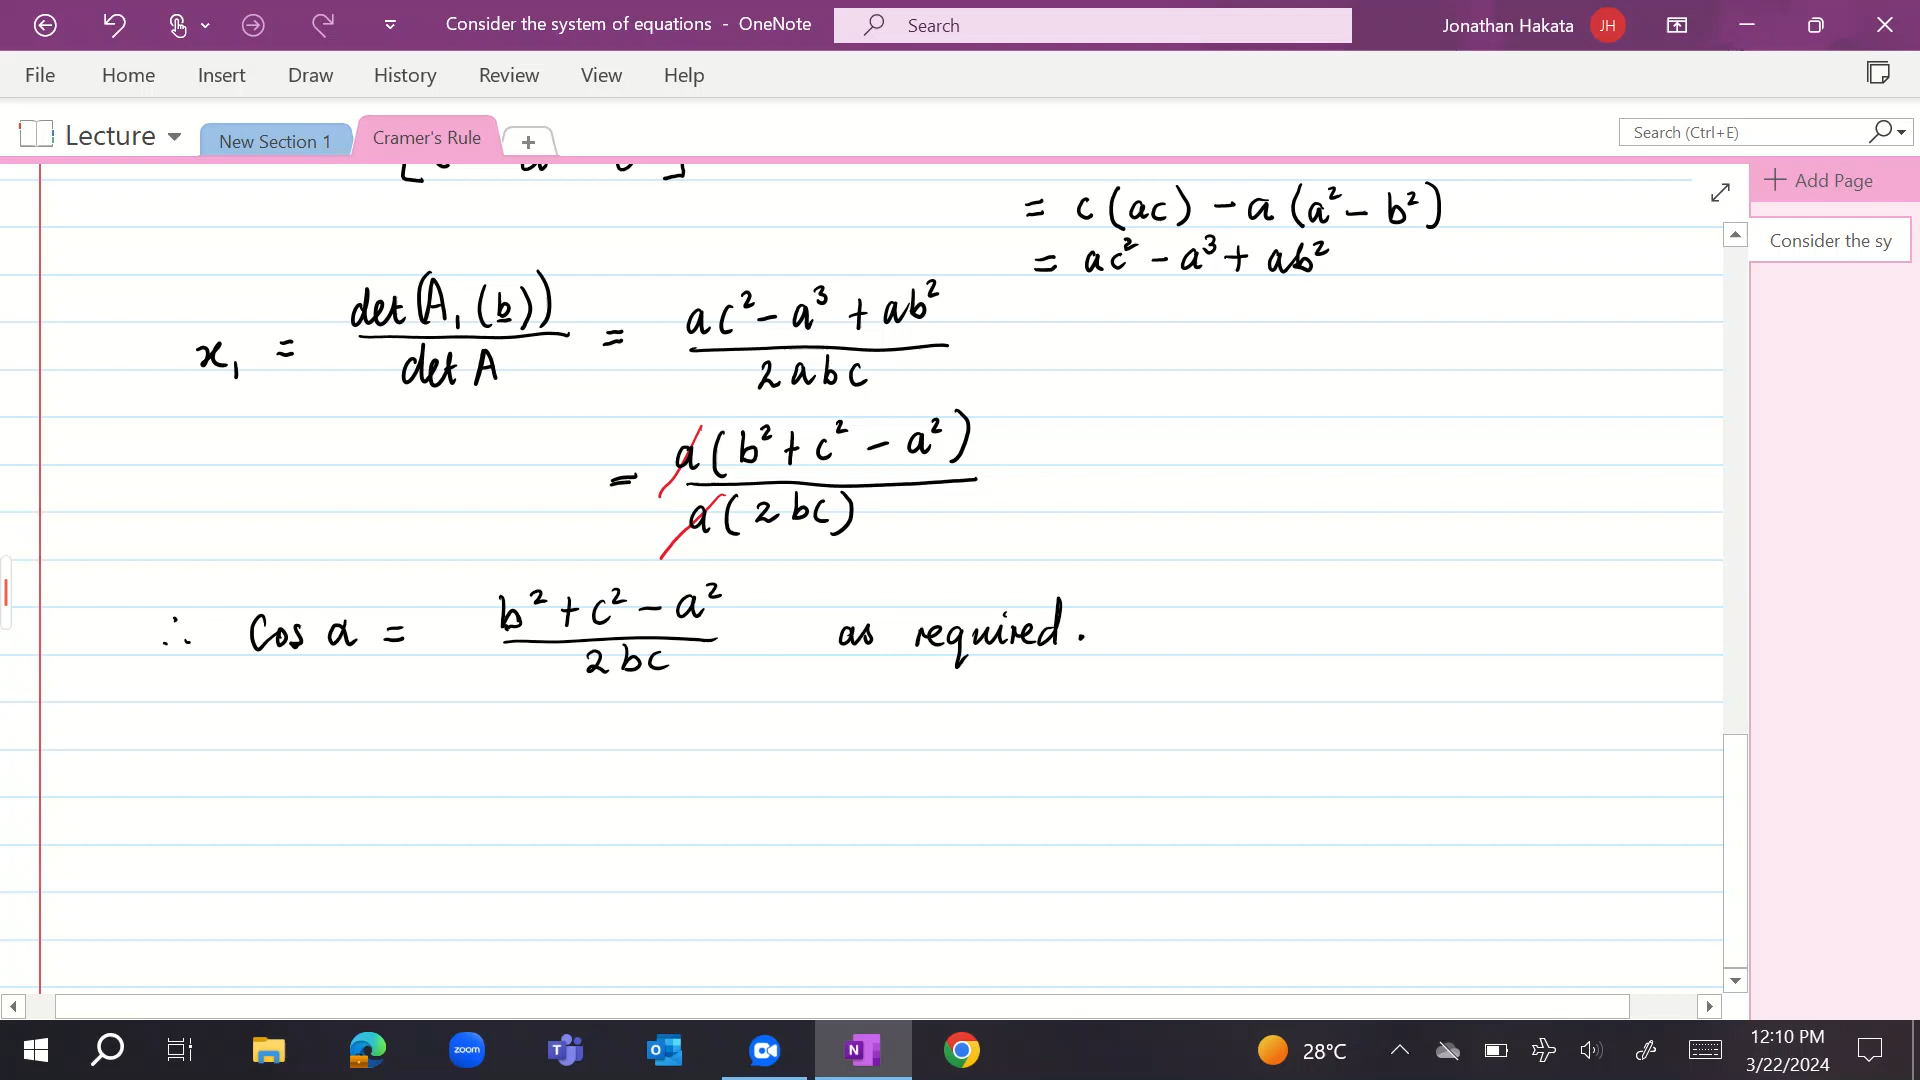 Consider the system of equations - OneNote
Search
Jonathan Hakata
JH
File Home Insert Draw History Review View Help
Lecture
New Section 1
Cramer's Rule
Search (Ctrl+E)
Add Page
Consider the sy
= c(ac) - a(a² - b²)
= ac² - a³ + ab²
x₁ = det(A₁(b)) / det A = (ac² - a³ + ab²) / 2abc
= a(b² + c² - a²) / a(2bc)
∴ Cos α = (b² + c² - a²) / 2bc as required.
zoom
28°C
12:10 PM
3/22/2024